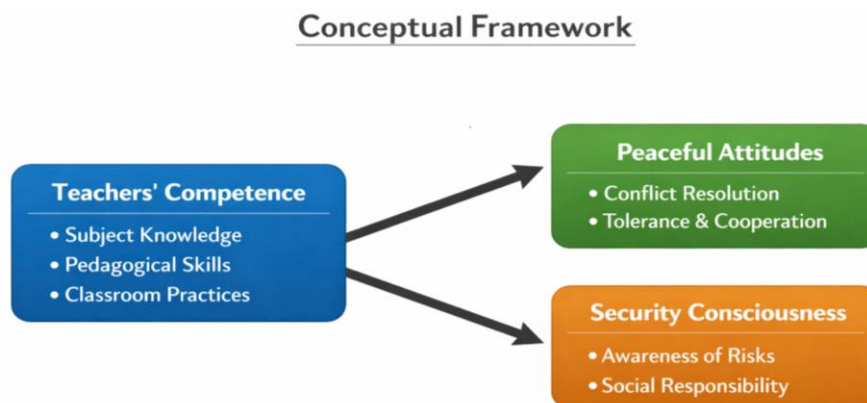 Conceptual Framework
Teachers' Competence
• Subject Knowledge
• Pedagogical Skills
• Classroom Practices
Peaceful Attitudes
• Conflict Resolution
• Tolerance & Cooperation
Security Consciousness
• Awareness of Risks
• Social Responsibility